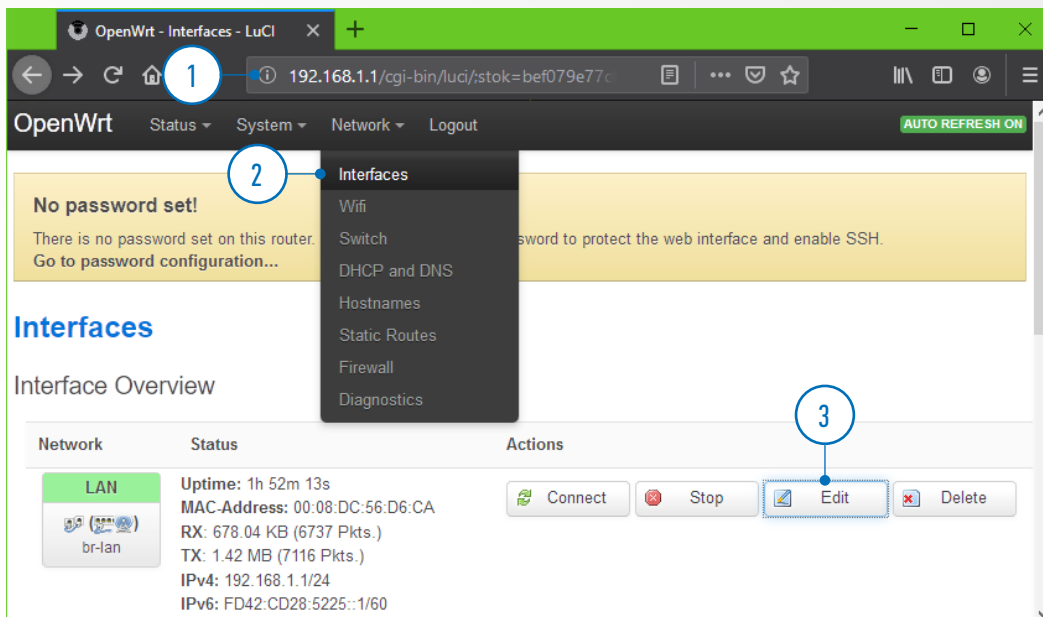 OpenWrt - Interfaces - LuCI
1
192.168.1.1/cgi-bin/luci/;stok=bef079e77c
OpenWrt Status System Network Logout AUTO REFRESH ON
2
Interfaces
Wifi
Switch
DHCP and DNS
Hostnames
Static Routes
Firewall
Diagnostics
No password set!
There is no password set on this router. sword to protect the web interface and enable SSH.
Go to password configuration...
Interfaces
Interface Overview
3
Network Status Actions
LAN
br-lan
Uptime: 1h 52m 13s
MAC-Address: 00:08:DC:56:D6:CA
RX: 678.04 KB (6737 Pkts.)
TX: 1.42 MB (7116 Pkts.)
IPv4: 192.168.1.1/24
IPv6: FD42:CD28:5225::1/60
Connect Stop Edit Delete